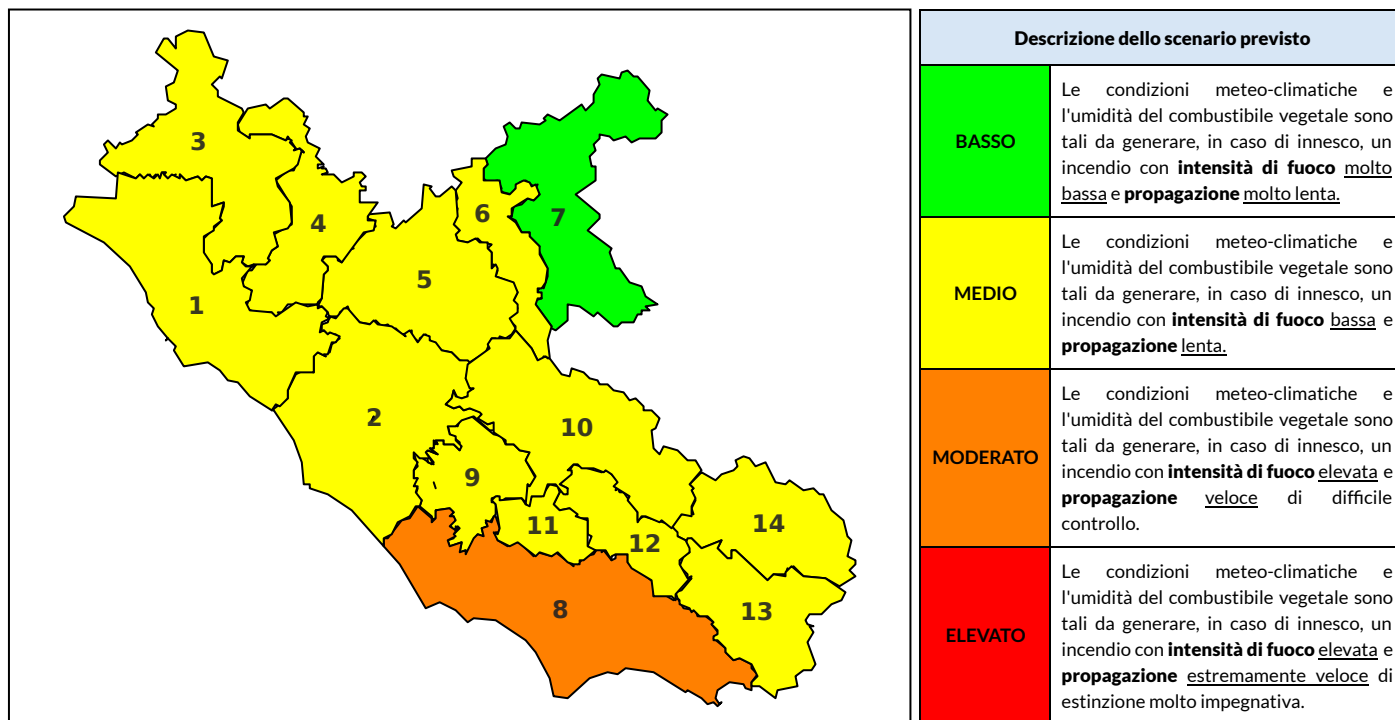 3
4
6
7
5
1
2
10
9
11
12
14
8
13
Descrizione dello scenario previsto
BASSO
Le condizioni meteo-climatiche e
l'umidità del combustibile vegetale sono
tali da generare, in caso di innesco, un
incendio con intensità di fuoco molto
bassa e propagazione molto lenta.
MEDIO
Le condizioni meteo-climatiche e
l'umidità del combustibile vegetale sono
tali da generare, in caso di innesco, un
incendio con intensità di fuoco bassa e
propagazione lenta.
MODERATO
Le condizioni meteo-climatiche e
l'umidità del combustibile vegetale sono
tali da generare, in caso di innesco, un
incendio con intensità di fuoco elevata e
propagazione veloce di difficile
controllo.
ELEVATO
Le condizioni meteo-climatiche e
l'umidità del combustibile vegetale sono
tali da generare, in caso di innesco, un
incendio con intensità di fuoco elevata e
propagazione estremamente veloce di
estinzione molto impegnativa.